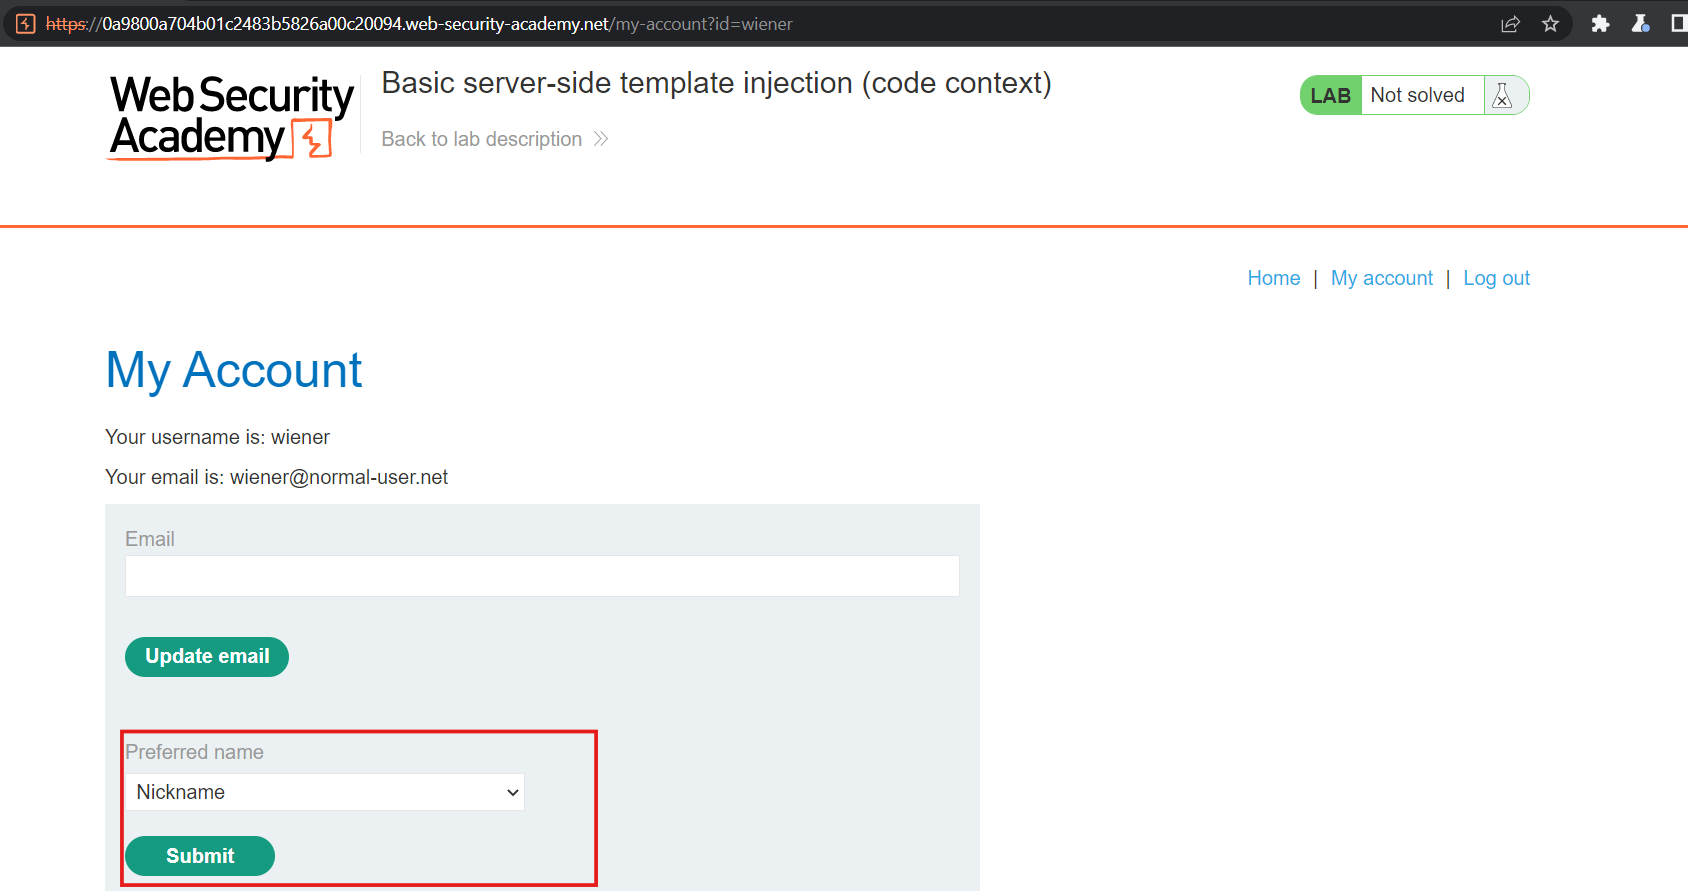 https://0a9800a704b01c2483b5826a00c20094.web-security-academy.net/my-account?id=wiener
Web Security
Academy
Basic server-side template injection (code context)
Back to lab description
LAB Not solved
Home | My account | Log out
My Account
Your username is: wiener
Your email is: wiener@normal-user.net
Email
Update email
Preferred name
Nickname
Submit